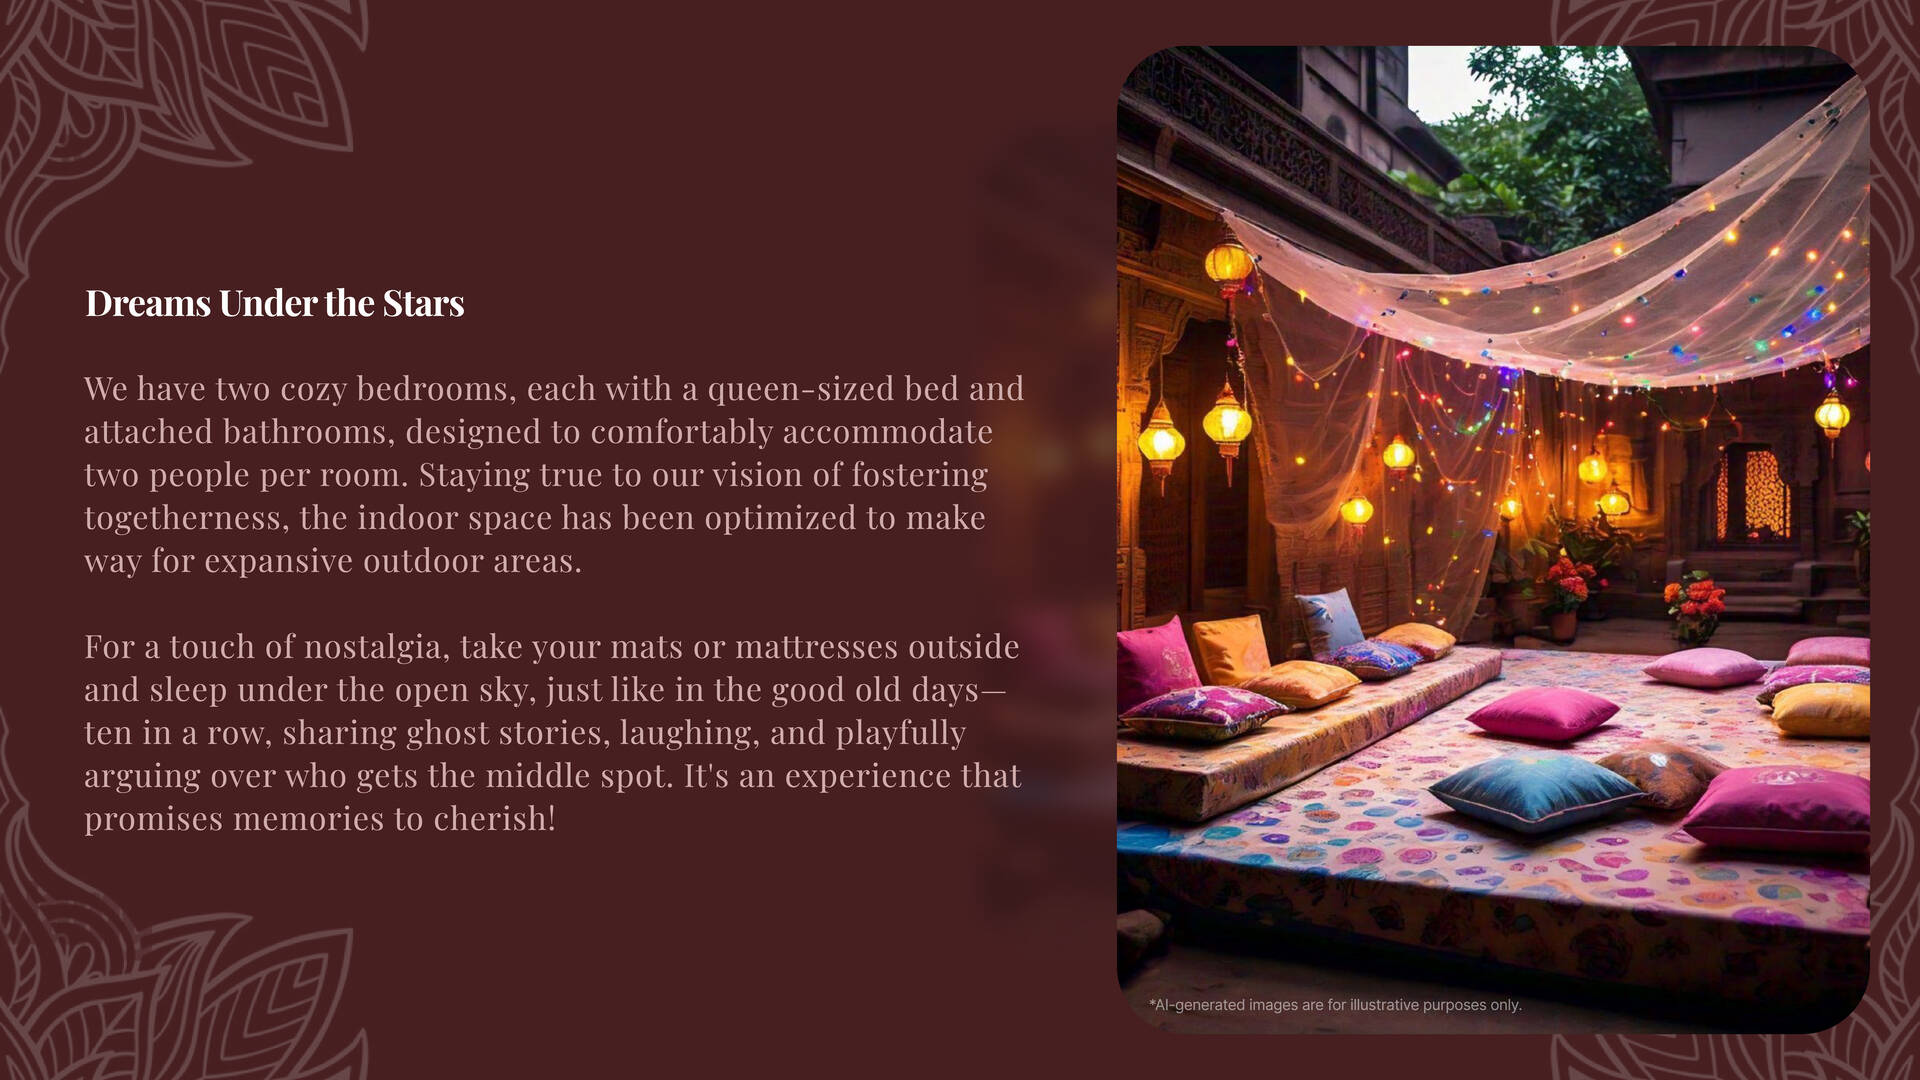 Dreams Under the Stars
We have two cozy bedrooms, each with a queen-sized bed and
attached bathrooms, designed to comfortably accommodate
two people per room. Staying true to our vision of fostering
togetherness, the indoor space has been optimized to make
way for expansive outdoor areas.
For a touch of nostalgia, take your mats or mattresses outside
and sleep under the open sky, just like in the good old days—
ten in a row, sharing ghost stories, laughing, and playfully
arguing over who gets the middle spot. It's an experience that
promises memories to cherish!
*AI-generated images are for illustrative purposes only.